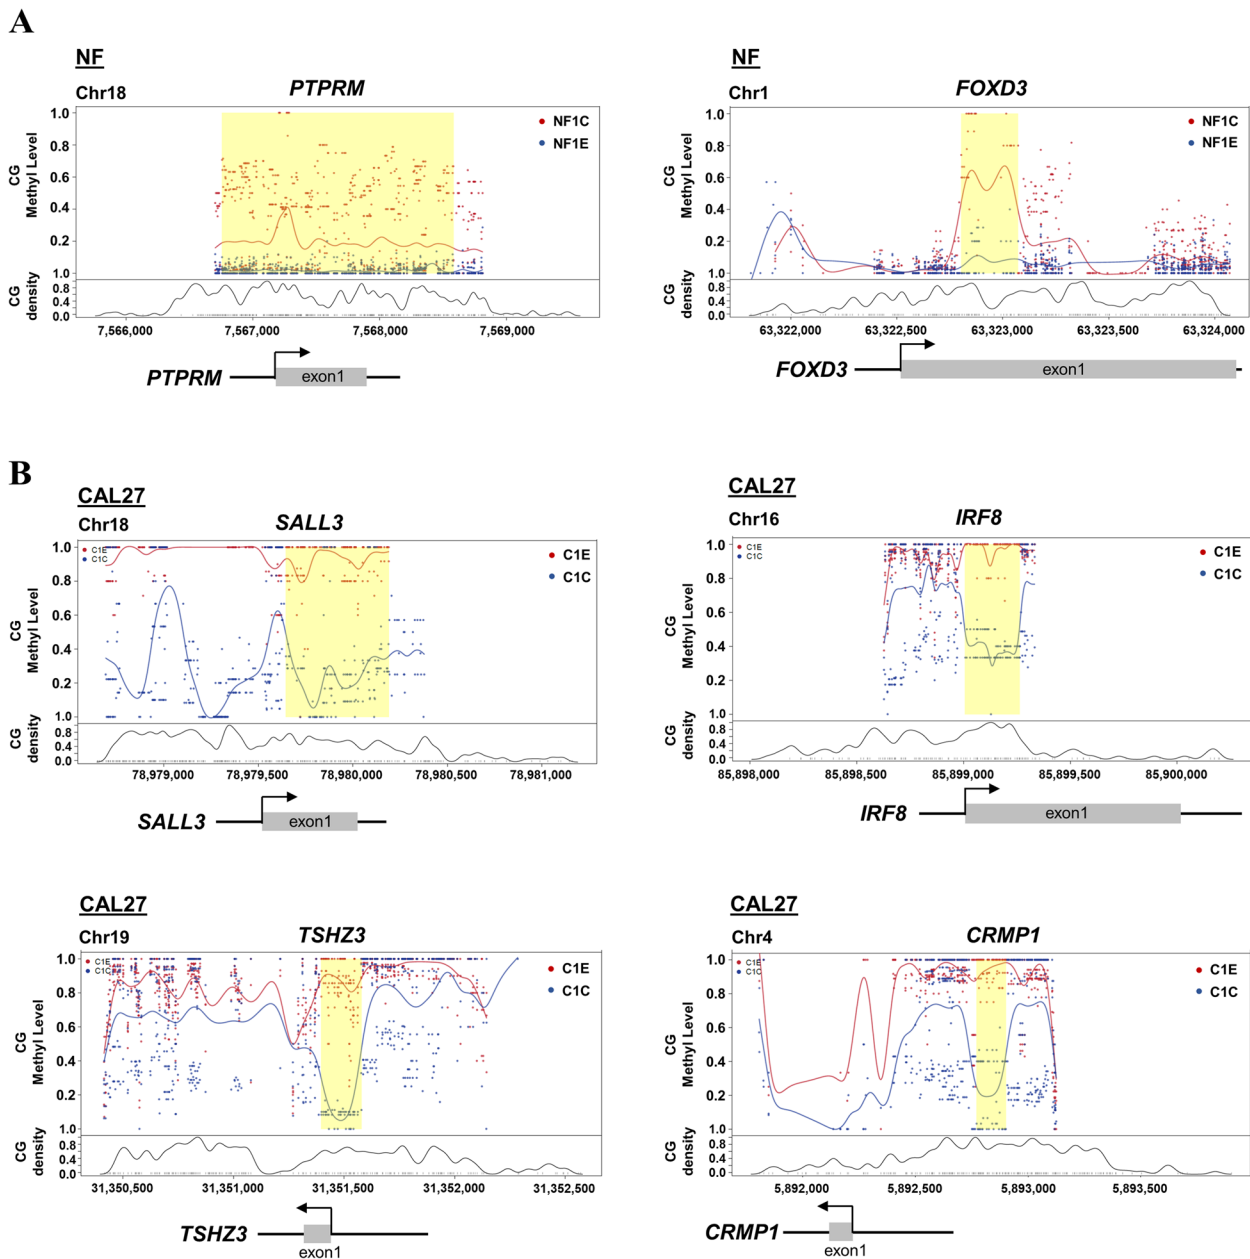 A
NF
Chr18
PTPRM
1.0
0.8
0.6
0.4
0.2
1.0
CG
Methyl Level
NF1C
NF1E
0.8
0.4
0.0
CG
density
7,566,000 7,567,000 7,568,000 7,569,000
PTPRM
exon1
NF
Chr1
FOXD3
1.0
0.8
0.6
0.4
0.2
1.0
CG
Methyl Level
NF1C
NF1E
0.8
0.4
0.0
CG
density
63,322,000 63,322,500 63,323,000 63,323,500 63,324,000
FOXD3
exon1
B
CAL27
Chr18
SALL3
1.0
0.8
0.6
0.4
0.2
1.0
CG
Methyl Level
C1E
C1C
C1E
C1C
0.8
0.4
0.0
CG
density
78,979,000 78,979,500 78,980,000 78,980,500 78,981,000
SALL3
exon1
CAL27
Chr16
IRF8
1.0
0.8
0.6
0.4
0.2
1.0
CG
Methyl Level
C1E
C1C
C1E
C1C
0.8
0.4
0.0
CG
density
85,898,000 85,898,500 85,899,000 85,899,500 85,900,000
IRF8
exon1
CAL27
Chr19
TSHZ3
1.0
0.8
0.6
0.4
0.2
1.0
CG
Methyl Level
C1E
C1C
C1E
C1C
0.8
0.4
0.0
CG
density
31,350,500 31,351,000 31,351,500 31,352,000 31,352,500
TSHZ3
exon1
CAL27
Chr4
CRMP1
1.0
0.8
0.6
0.4
0.2
1.0
CG
Methyl Level
C1E
C1C
C1E
C1C
0.8
0.4
0.0
CG
density
5,892,000 5,892,500 5,893,000 5,893,500
CRMP1
exon1